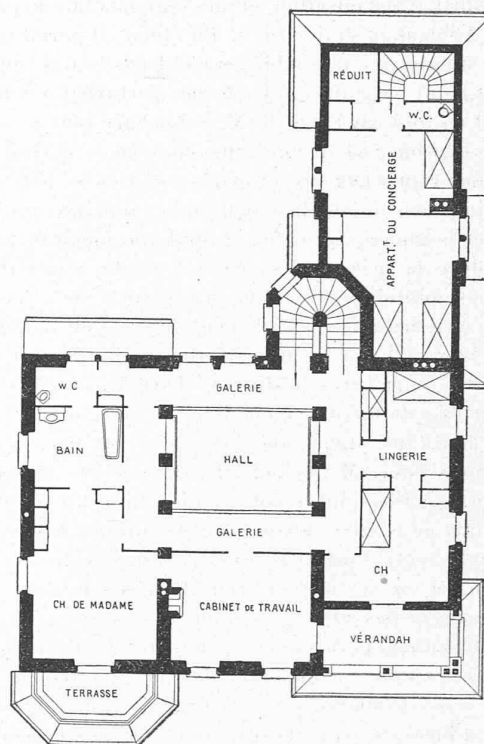 RÉDUIT
W.C.
APPART.T DU CONCIERGE
GALERIE
W C
BAIN
HALL
LINGERIE
GALERIE
CH
CH. DE MADAME
CABINET DE TRAVAIL
VÉRANDAH
TERRASSE